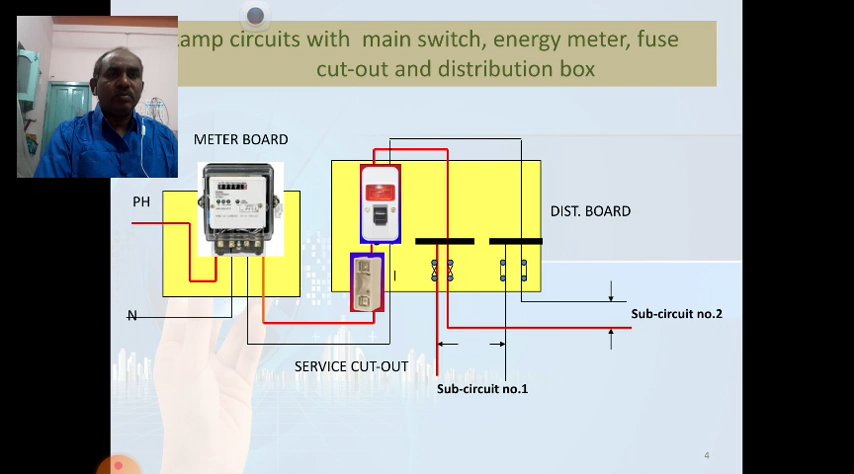 amp circuits with main switch, energy meter, fuse
cut-out and distribution box
METER BOARD
PH
DIST. BOARD
N
I
Sub-circuit no.2
SERVICE CUT-OUT
Sub-circuit no.1
4